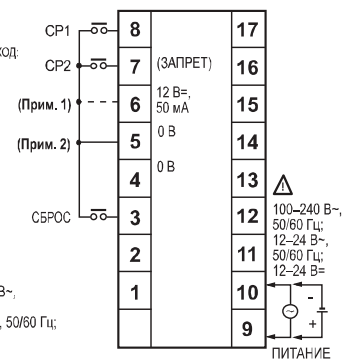 СР1
8
17
ХОД:
СР2
7
(ЗАПРЕТ)
16
(Прим. 1)
6
12 В=,
50 мА
15
(Прим. 2)
5
0 В
14
4
0 В
13
СБРОС
3
12
100–240 В~,
50/60 Гц;
12–24 В~,
50/60 Гц;
12–24 В=
2
11
1
10
В~,
, 50/60 Гц;
-
+
9
ПИТАНИЕ